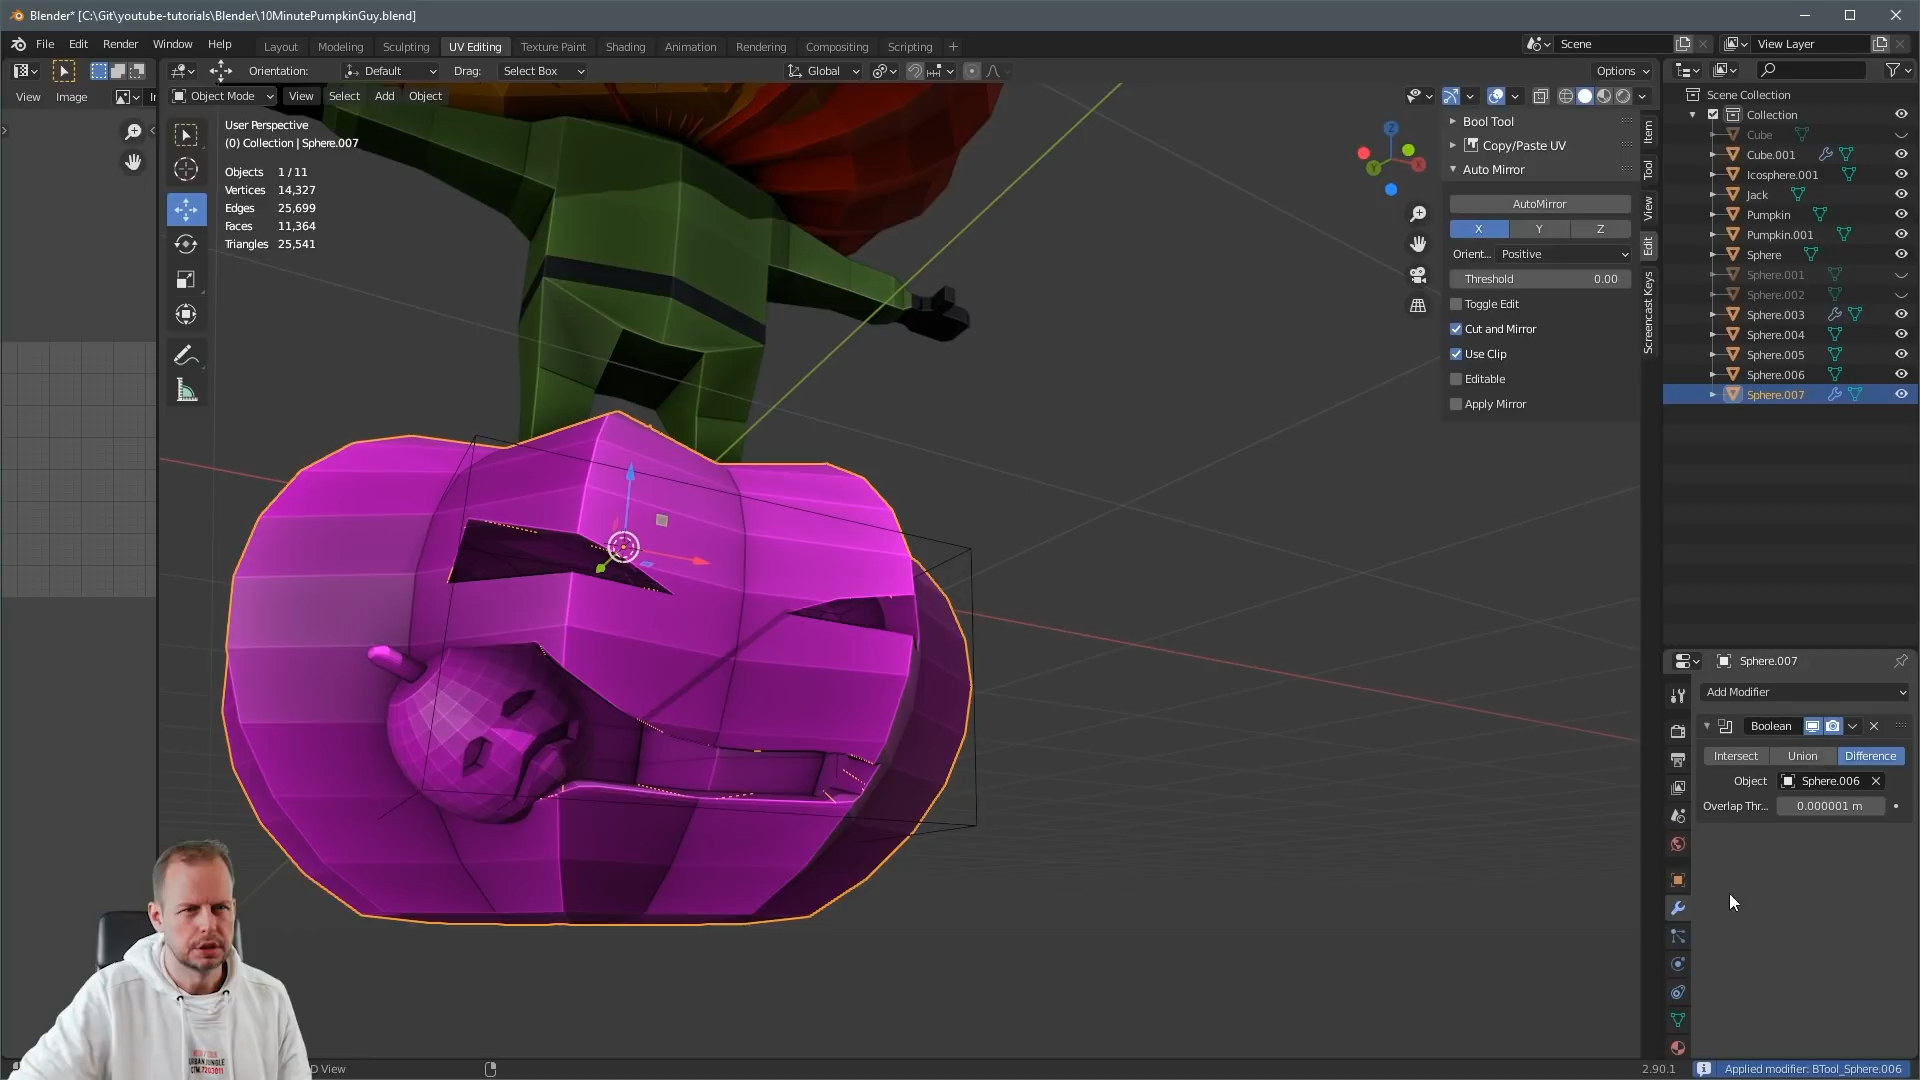 Blender* [C:\Git\youtube-tutorials\Blender\10MinutePumpkinGuy.blend]
File Edit Render Window Help
Layout Modeling Sculpting UV Editing Texture Paint Shading Animation Rendering Compositing Scripting +
Scene
View Layer
Orientation: Default Drag: Select Box
Global
Options
View Image
Object Mode View Select Add Object
User Perspective
(0) Collection | Sphere.007
Objects 1 / 11
Vertices 14,327
Edges 25,699
Faces 11,364
Triangles 25,541
Bool Tool
Copy/Paste UV
Auto Mirror
AutoMirror
X Y Z
Orient... Positive
Threshold 0.00
Toggle Edit
Cut and Mirror
Use Clip
Editable
Apply Mirror
Item
Tool
View
Edit
Screencast Keys
Scene Collection
Collection
Cube
Cube.001
Icosphere.001
Jack
Pumpkin
Pumpkin.001
Sphere
Sphere.001
Sphere.002
Sphere.003
Sphere.004
Sphere.005
Sphere.006
Sphere.007
Sphere.007
Add Modifier
Boolean
Intersect Union Difference
Object Sphere.006
Overlap Thr... 0.000001 m
URBAN JUNGLE
D View
2.90.1
Applied modifier: BTool_Sphere.006